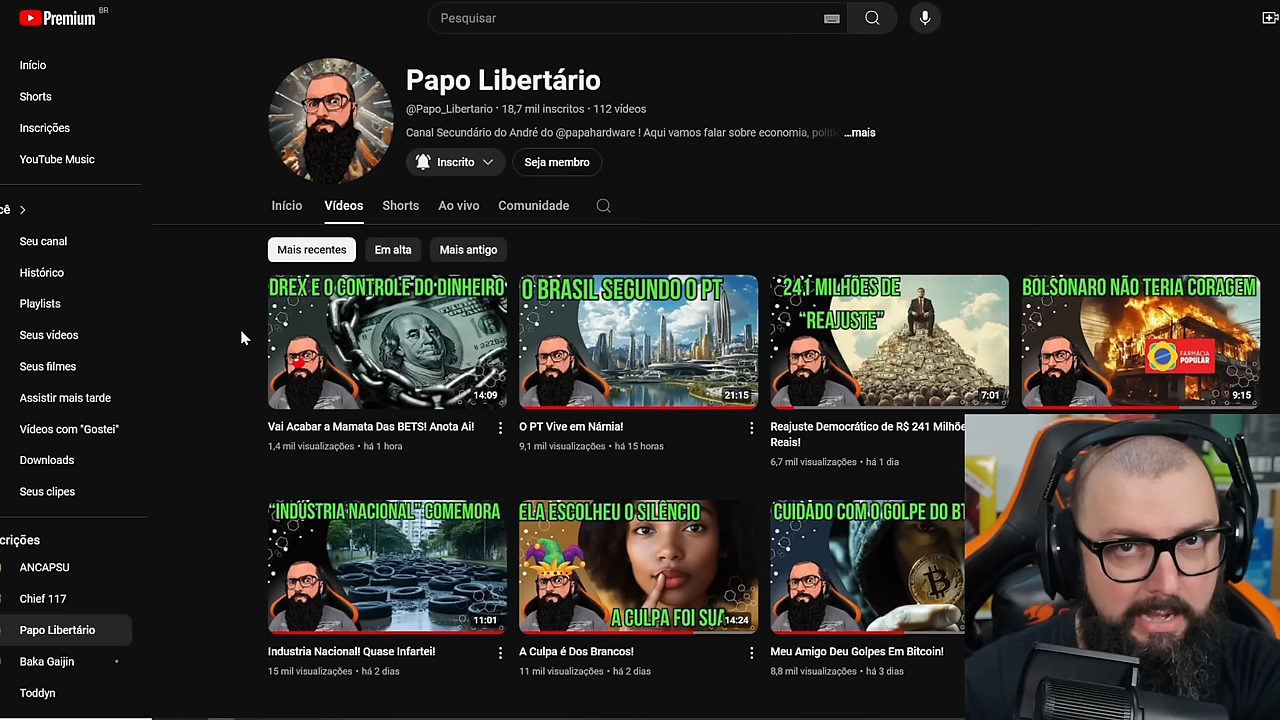 Premium BR
Pesquisar
Início
Shorts
Inscrições
YouTube Music
cê
Seu canal
Histórico
Playlists
Seus vídeos
Seus filmes
Assistir mais tarde
Vídeos com "Gostei"
Downloads
Seus clipes
crições
ANCAPSU
Chief 117
Papo Libertário
Baka Gaijin
Toddyn
Papo Libertário
@Papo_Libertario · 18,7 mil inscritos · 112 vídeos
Canal Secundário do André do @papahardware ! Aqui vamos falar sobre economia, polít ...mais
Inscrito
Seja membro
Início Vídeos Shorts Ao vivo Comunidade
Mais recentes Em alta Mais antigo
DREX E O CONTROLE DO DINHEIRO
14:09
Vai Acabar a Mamata Das BETS! Anota Ai!
1,4 mil visualizações • há 1 hora
O BRASIL SEGUNDO O PT
21:15
O PT Vive em Nárnia!
9,1 mil visualizações • há 15 horas
241 MILHÕES DE
"REAJUSTE"
7:01
Reajuste Democrático de R$ 241 Milhõe
Reais!
6,7 mil visualizações • há 1 dia
BOLSONARO NÃO TERIA CORAGEM
FARMÁCIA
POPULAR
9:15
"INDÚSTRIA NACIONAL" COMEMORA
11:01
Industria Nacional! Quase Infartei!
15 mil visualizações • há 2 dias
ELA ESCOLHEU O SILÊNCIO
A CULPA FOI SUA
14:24
A Culpa é Dos Brancos!
11 mil visualizações • há 2 dias
CUIDADO COM O GOLPE DO BT
Meu Amigo Deu Golpes Em Bitcoin!
8,8 mil visualizações • há 3 dias